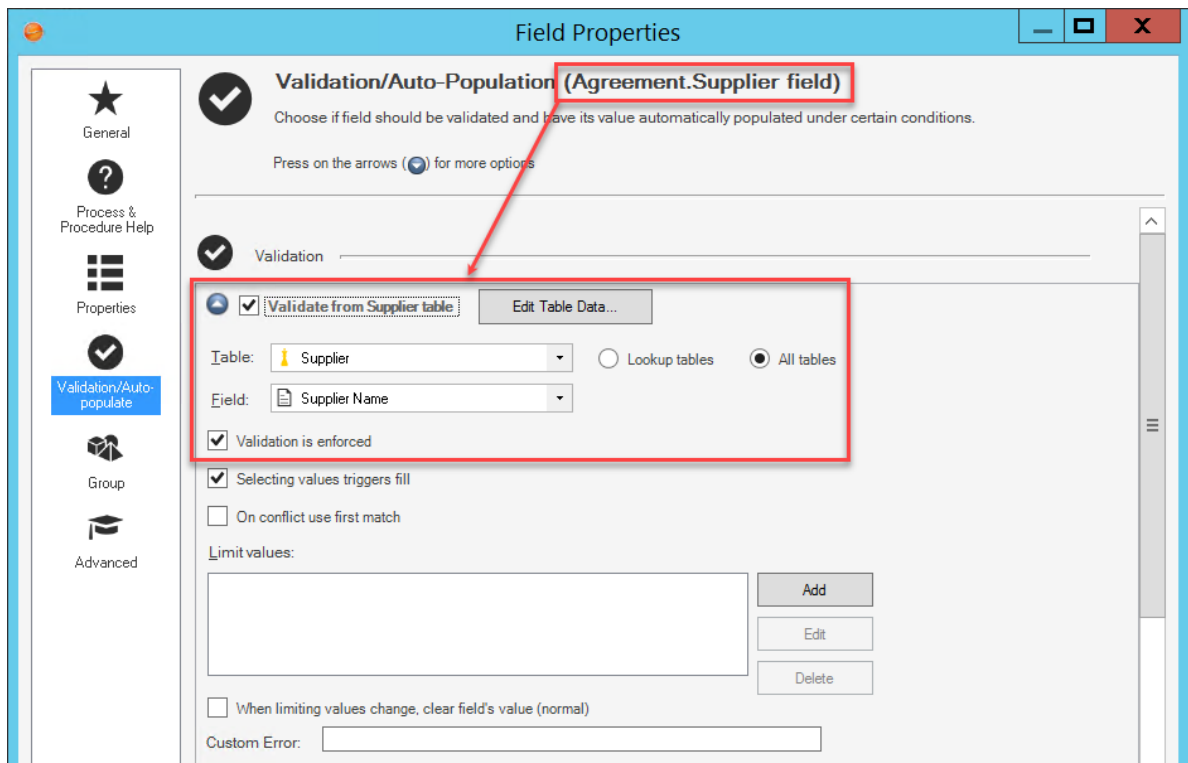 Field Properties
X
General
Process &
Procedure Help
Properties
Validation/Auto-
populate
Group
Advanced
Validation/Auto-Population (Agreement.Supplier field)
Choose if field should be validated and have its value automatically populated under certain conditions.
Press on the arrows ( ) for more options
Validation
Validate from Supplier table
Edit Table Data...
Table: Supplier
Lookup tables
All tables
Field: Supplier Name
Validation is enforced
Selecting values triggers fill
On conflict use first match
Limit values:
Add
Edit
Delete
When limiting values change, clear field's value (normal)
Custom Error: